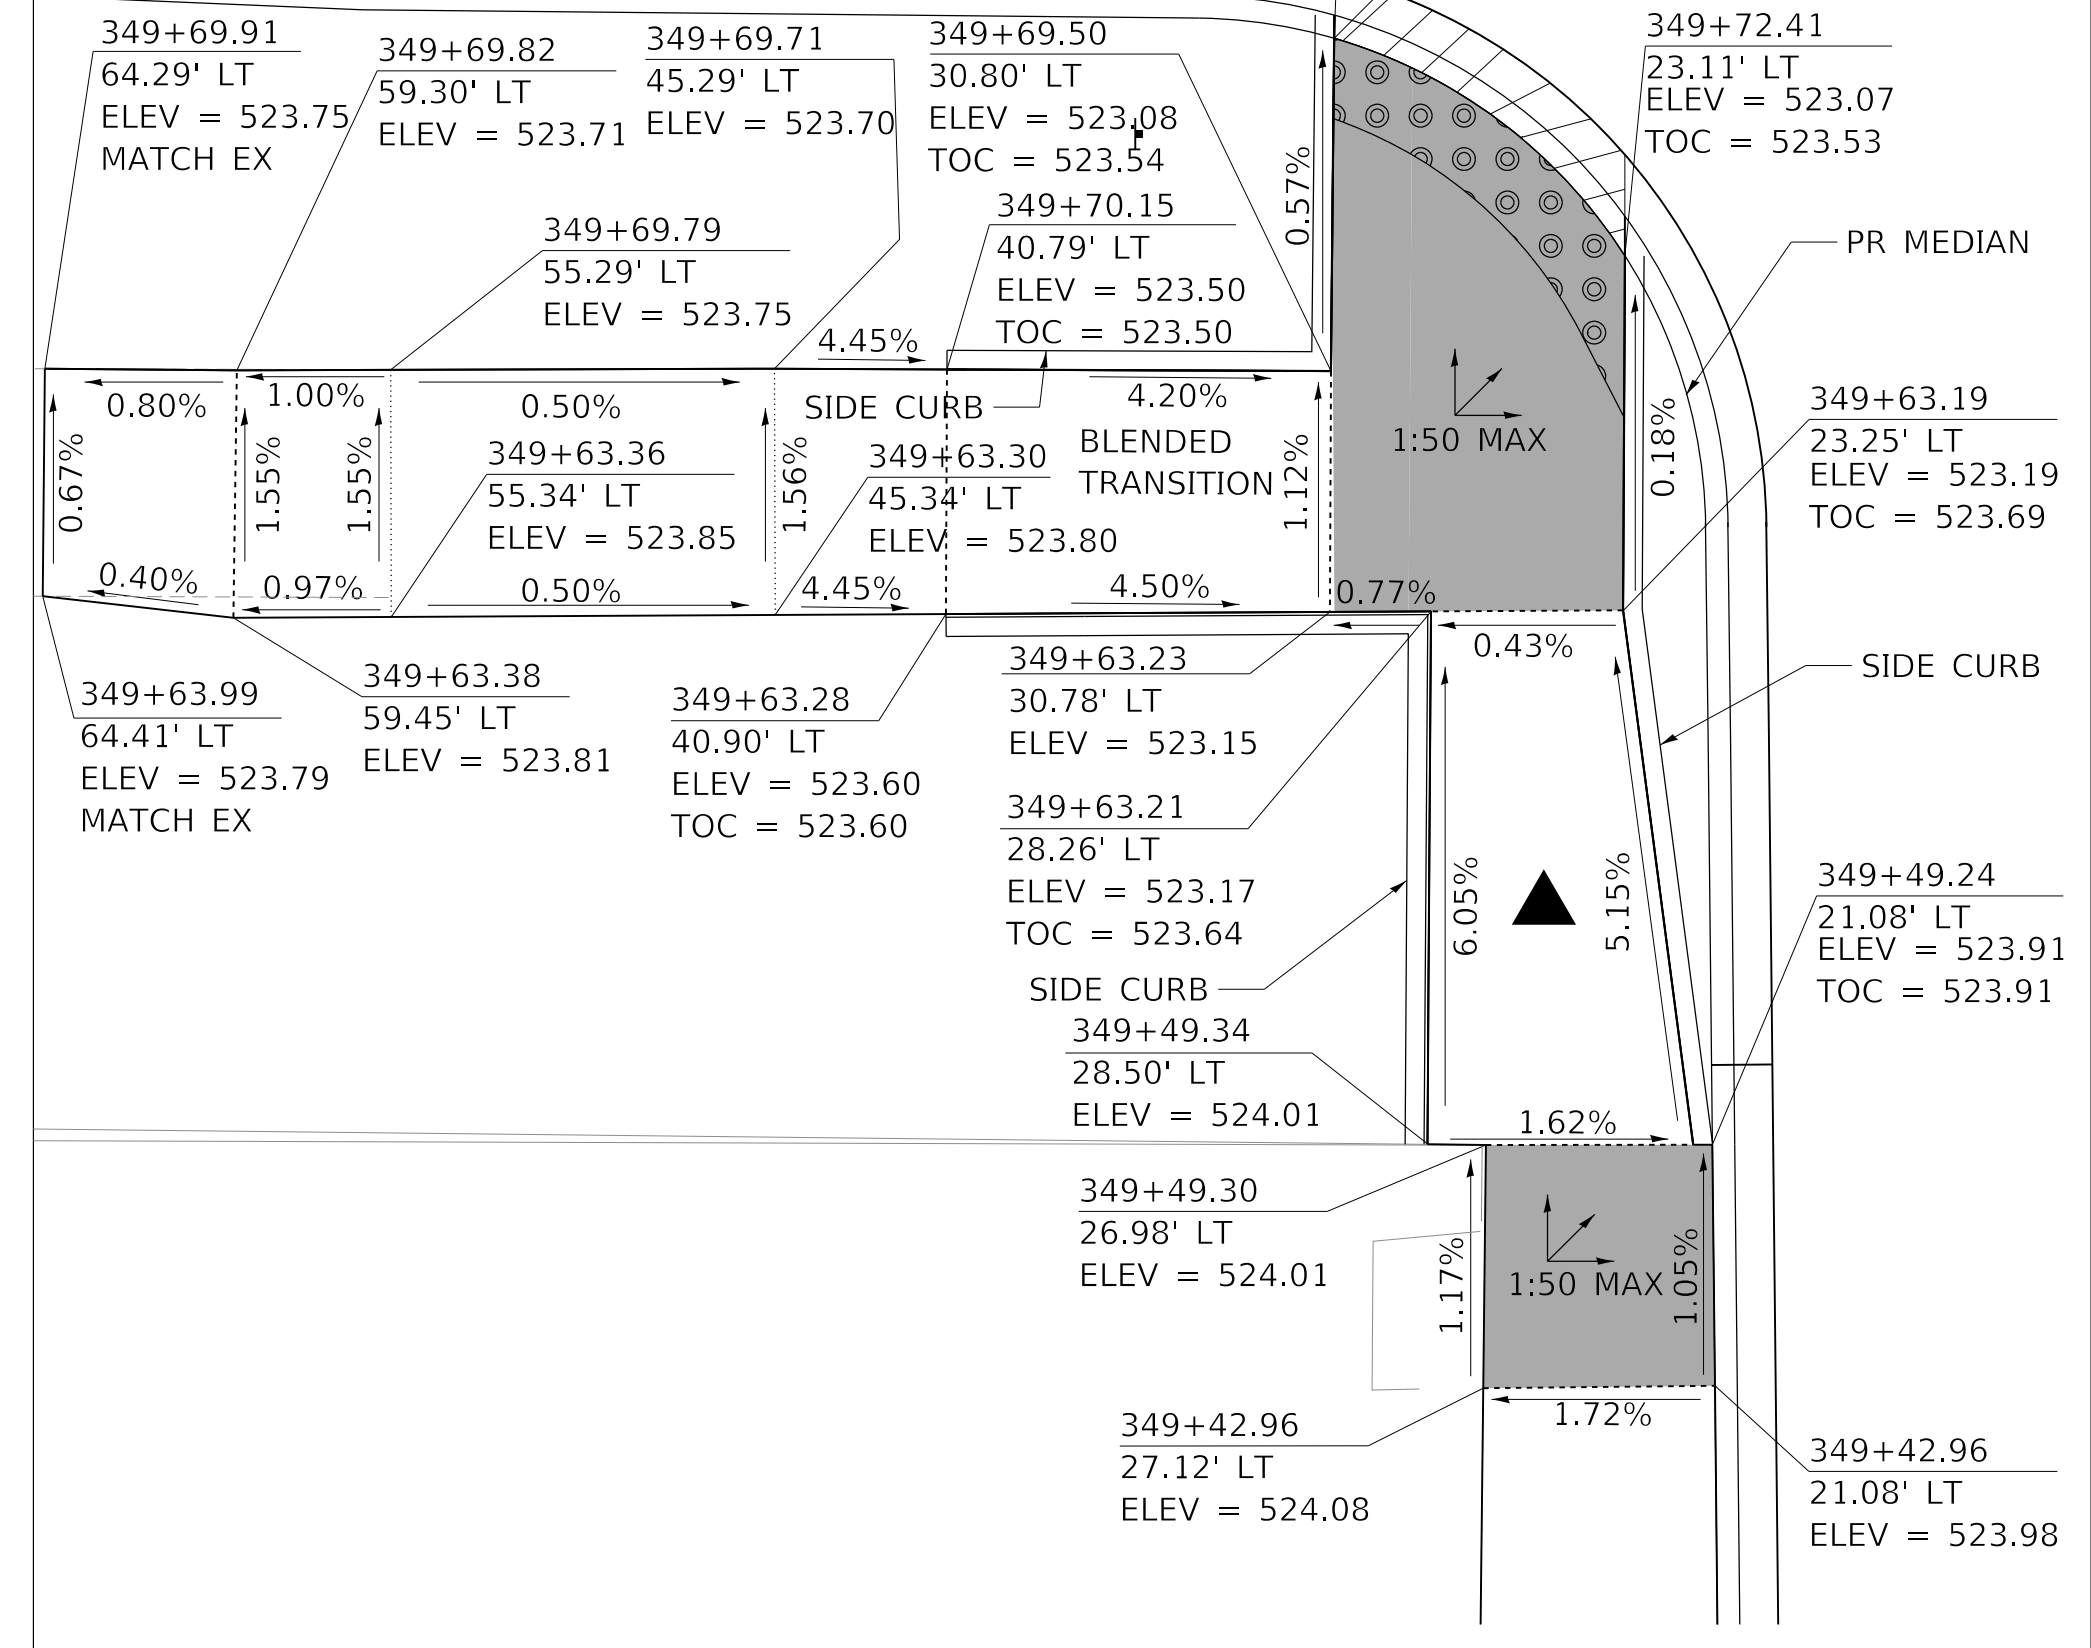 349+69.91
64.29' LT
ELEV = 523.75
MATCH EX
349+69.82
59.30' LT
ELEV = 523.71
349+69.71
45.29' LT
ELEV = 523.70
349+69.50
30.80' LT
ELEV = 523.08
TOC = 523.54
349+72.41
23.11' LT
ELEV = 523.07
TOC = 523.53
349+69.79
55.29' LT
ELEV = 523.75
349+70.15
40.79' LT
ELEV = 523.50
TOC = 523.50
0.57%
PR MEDIAN
4.45%
0.80%
1.00%
0.50%
SIDE CURB
4.20%
BLENDED
TRANSITION
1:50 MAX
0.67%
1.55%
1.55%
1.56%
1.12%
0.18%
349+63.36
55.34' LT
ELEV = 523.85
349+63.30
45.34' LT
ELEV = 523.80
349+63.19
23.25' LT
ELEV = 523.19
TOC = 523.69
0.40%
0.97%
0.50%
4.45%
4.50%
0.77%
0.43%
SIDE CURB
349+63.99
64.41' LT
ELEV = 523.79
MATCH EX
349+63.38
59.45' LT
ELEV = 523.81
349+63.28
40.90' LT
ELEV = 523.60
TOC = 523.60
349+63.23
30.78' LT
ELEV = 523.15
349+63.21
28.26' LT
ELEV = 523.17
TOC = 523.64
SIDE CURB
6.05%
5.15%
349+49.24
21.08' LT
ELEV = 523.91
TOC = 523.91
349+49.34
28.50' LT
ELEV = 524.01
1.62%
349+49.30
26.98' LT
ELEV = 524.01
1.17%
1:50 MAX
1.05%
1.72%
349+42.96
27.12' LT
ELEV = 524.08
349+42.96
21.08' LT
ELEV = 523.98